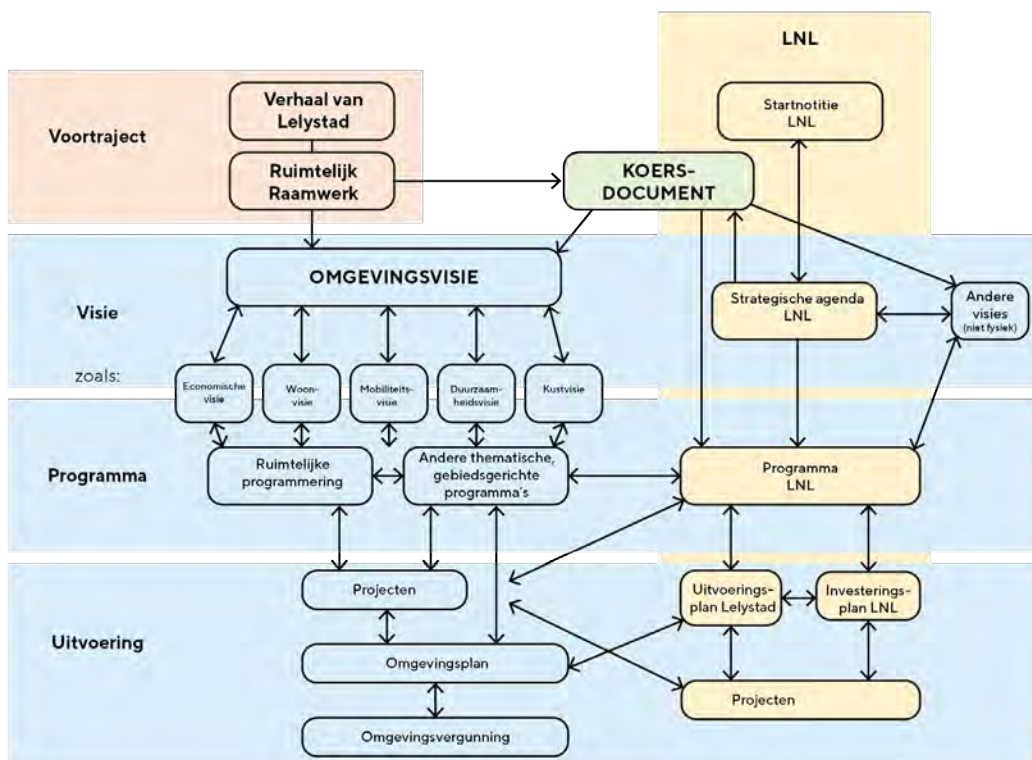 LNL
Verhaal van
Lelystad
Startnotitie
LNL
Voortraject
Ruimtelijk
Raamwerk
KOERS-
DOCUMENT
OMGEVINGSVISIE
Visie
Strategische agenda
LNL
Andere
visies
(niet fysiek)
zoals:
Economische
visie
Woon-
visie
Mobiliteits-
visie
Duurzaam-
heidsvisie
Kustvisie
Programma
Ruimtelijke
programmering
Andere thematische,
gebiedsgerichte
programma's
Programma
LNL
Uitvoering
Projecten
Uitvoerings-
plan Lelystad
Investerings-
plan LNL
Omgevingsplan
Projecten
Omgevingsvergunning